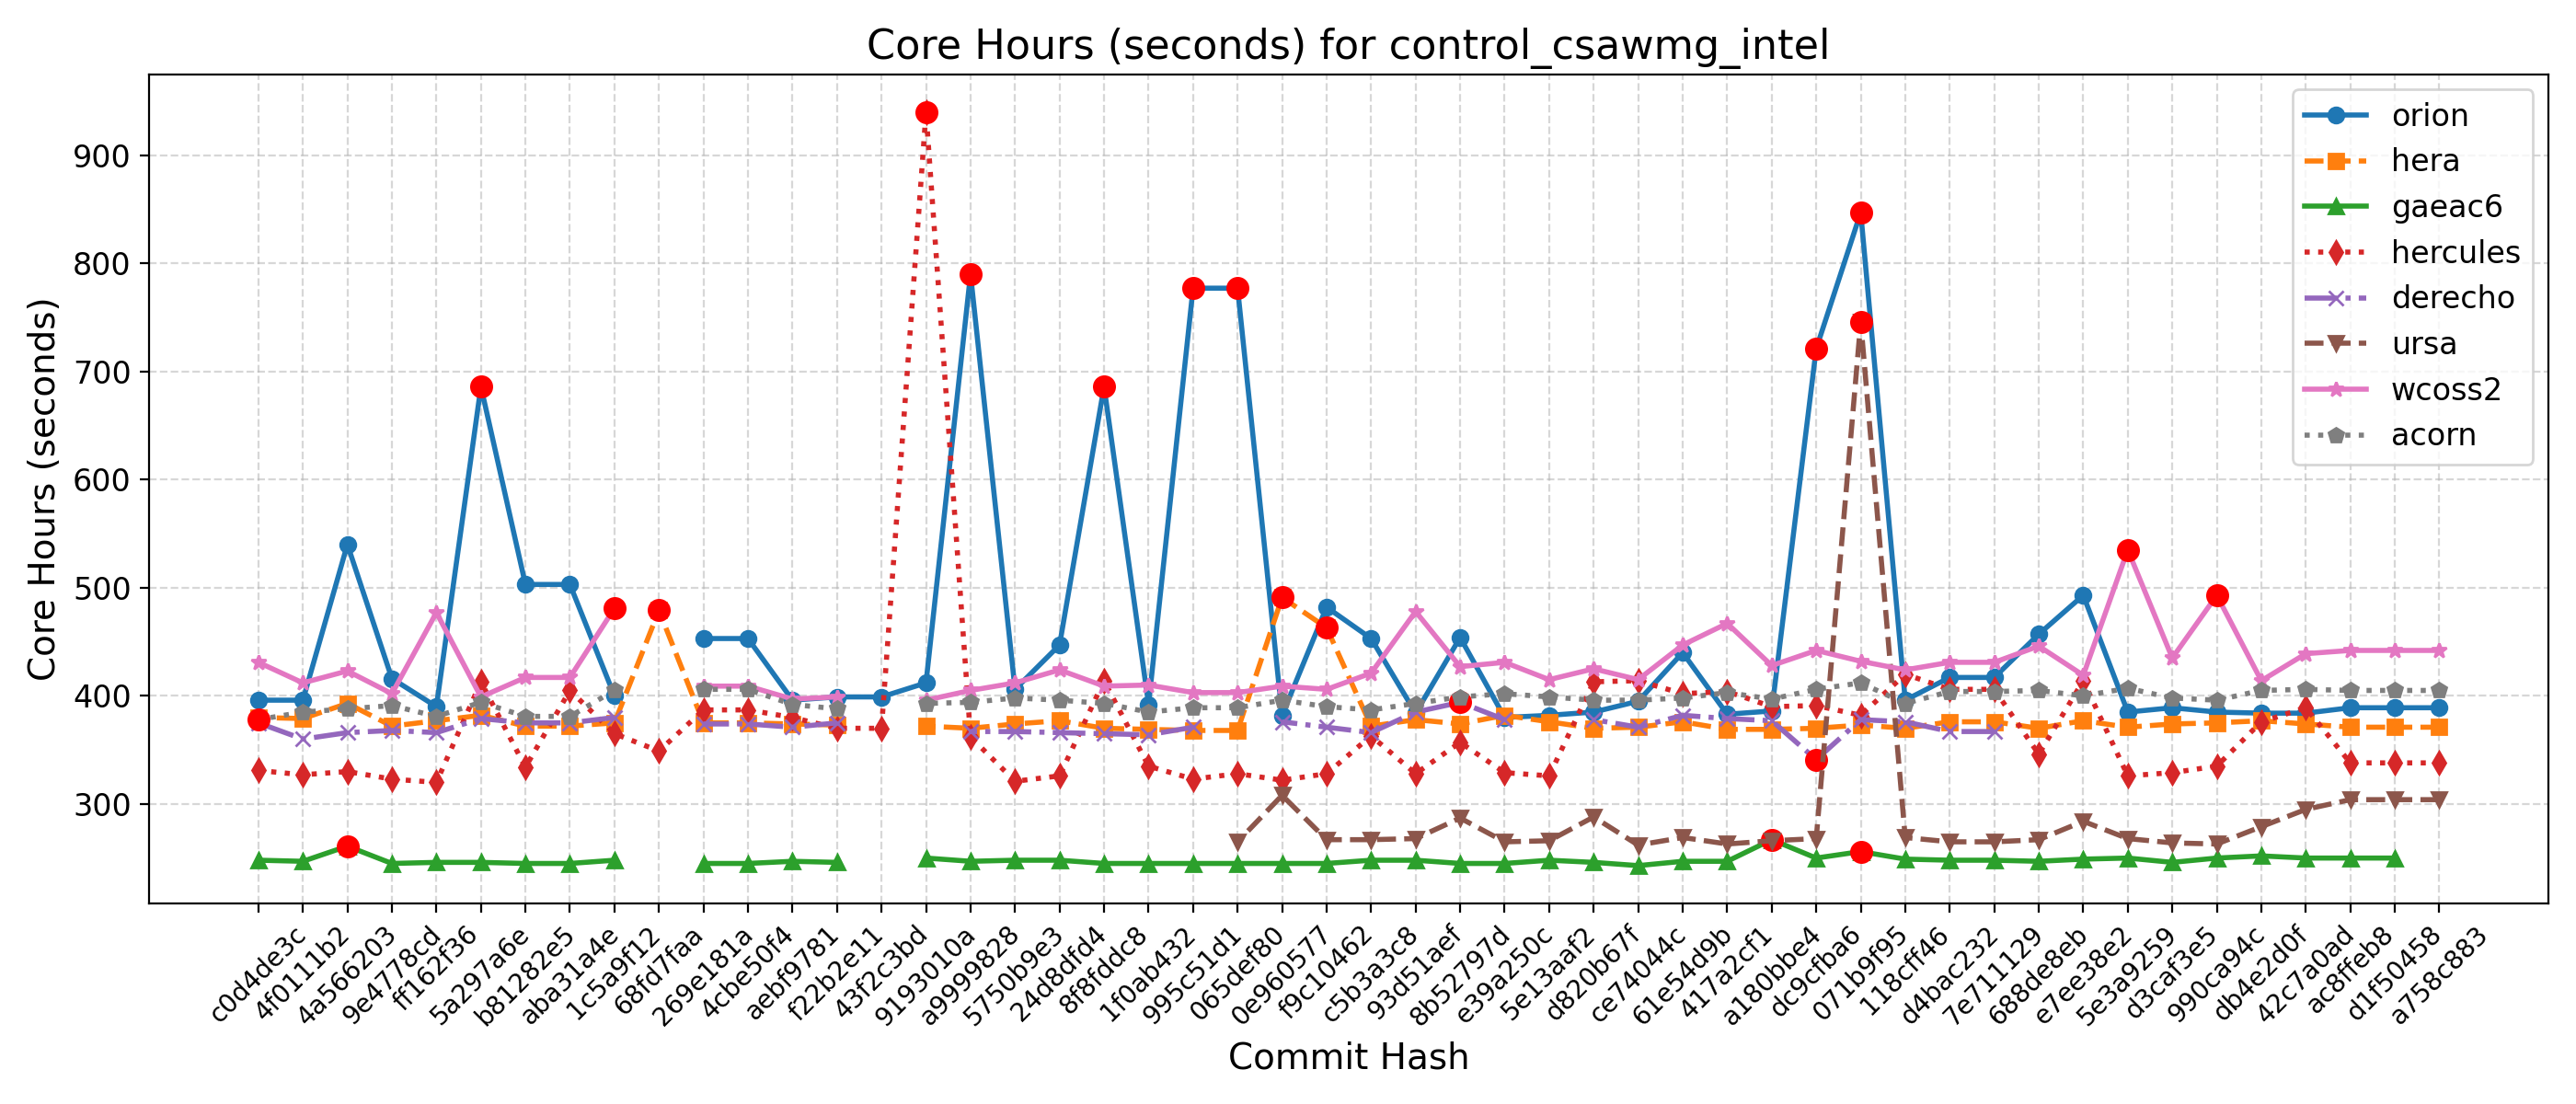 Core Hours (seconds) for control_csawmg_intel
Core Hours (seconds)
900
800
700
600
500
400
300
orion
hera
gaeac6
hercules
derecho
ursa
wcoss2
acorn
c0d4de3c
4f0111b2
4a566203
9e4778cd
ff162f36
5a297a6e
b81282e5
aba31a4e
1c5a9f12
68fd7faa
269e181a
4cbe50f4
aebf9781
f22b2e11
43f2c3bd
9193010a
a9999828
5750b9e3
24d8dfd4
8f8fddc8
1f0ab432
995c51d1
065def80
0e960577
f9c10462
c5b3a3c8
93d51aef
8b52797d
e39a250c
5e13aaf2
d820b67f
ce74044c
61e54d9b
417a2cf1
a180bbe4
dc9cfba6
071b9f95
118cff46
d4bac232
7e711129
688de8eb
e7ee38e2
5e3a9259
d3caf3e5
990ca94c
db4e2d0f
42c7a0ad
ac8ffeb8
d1f50458
a758c883
Commit Hash